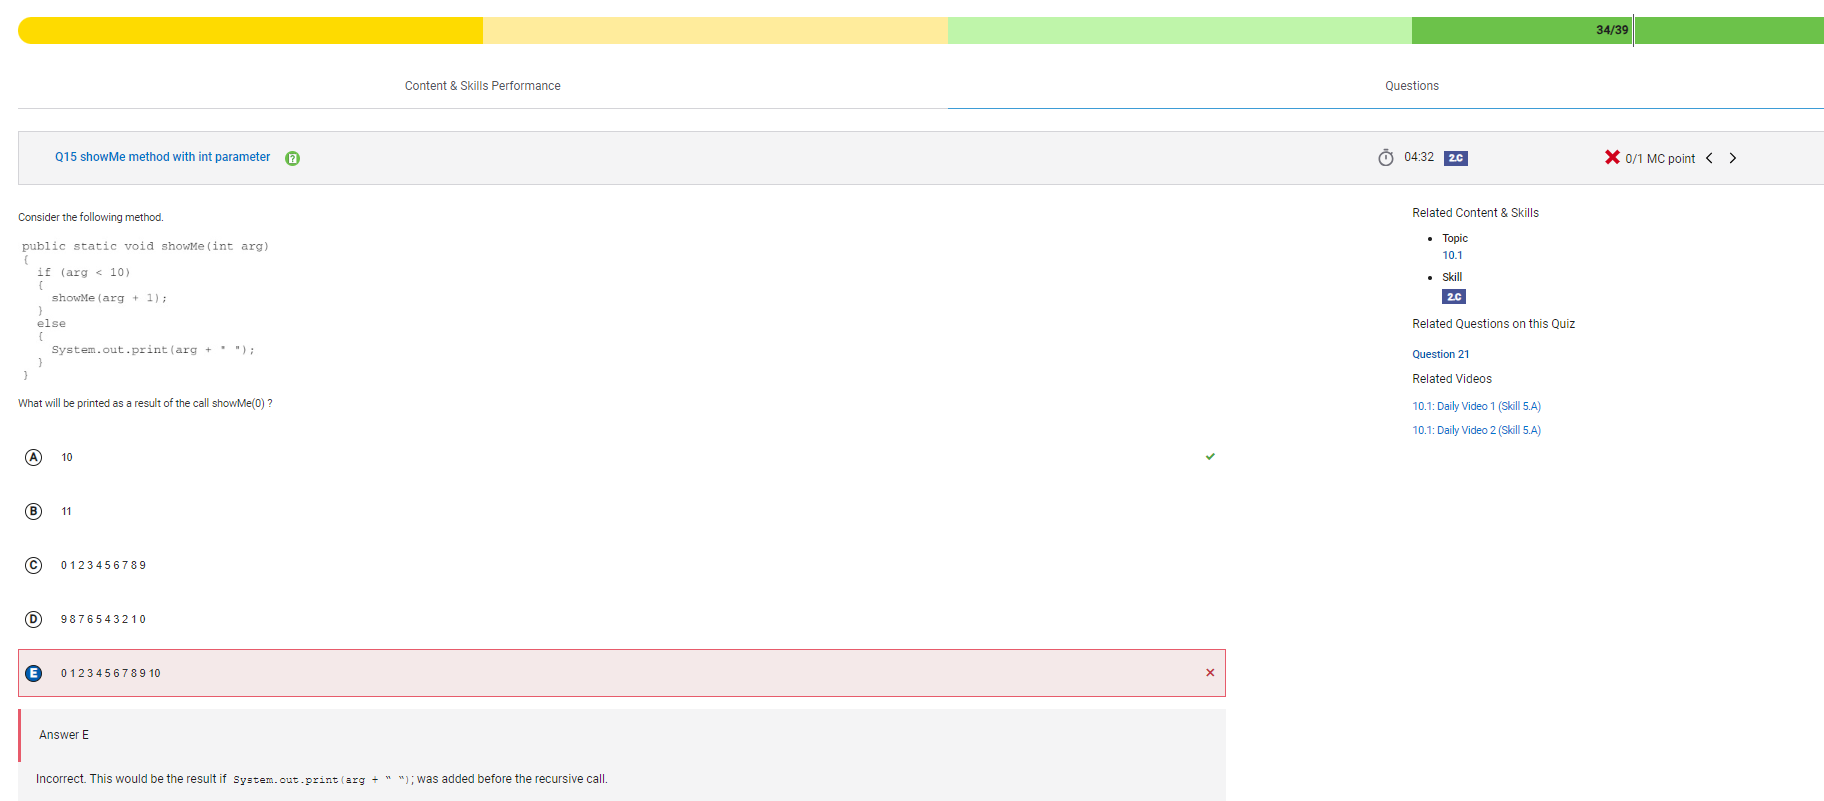 34/39
Content & Skills Performance
Questions
Q15 showMe method with int parameter
04:32
2.C
0/1 MC point
Consider the following method.
public static void showMe(int arg)
{
if (arg < 10)
{
showMe(arg + 1);
}
else
{
System.out.print(arg + " ");
}
}
What will be printed as a result of the call showMe(0) ?
A 10
B 11
C 0 1 2 3 4 5 6 7 8 9
D 9 8 7 6 5 4 3 2 1 0
E 0 1 2 3 4 5 6 7 8 9 10
Answer E
Incorrect. This would be the result if System.out.print(arg + “ “); was added before the recursive call.
Related Content & Skills
• Topic
10.1
• Skill
2.C
Related Questions on this Quiz
Question 21
Related Videos
10.1: Daily Video 1 (Skill 5.A)
10.1: Daily Video 2 (Skill 5.A)